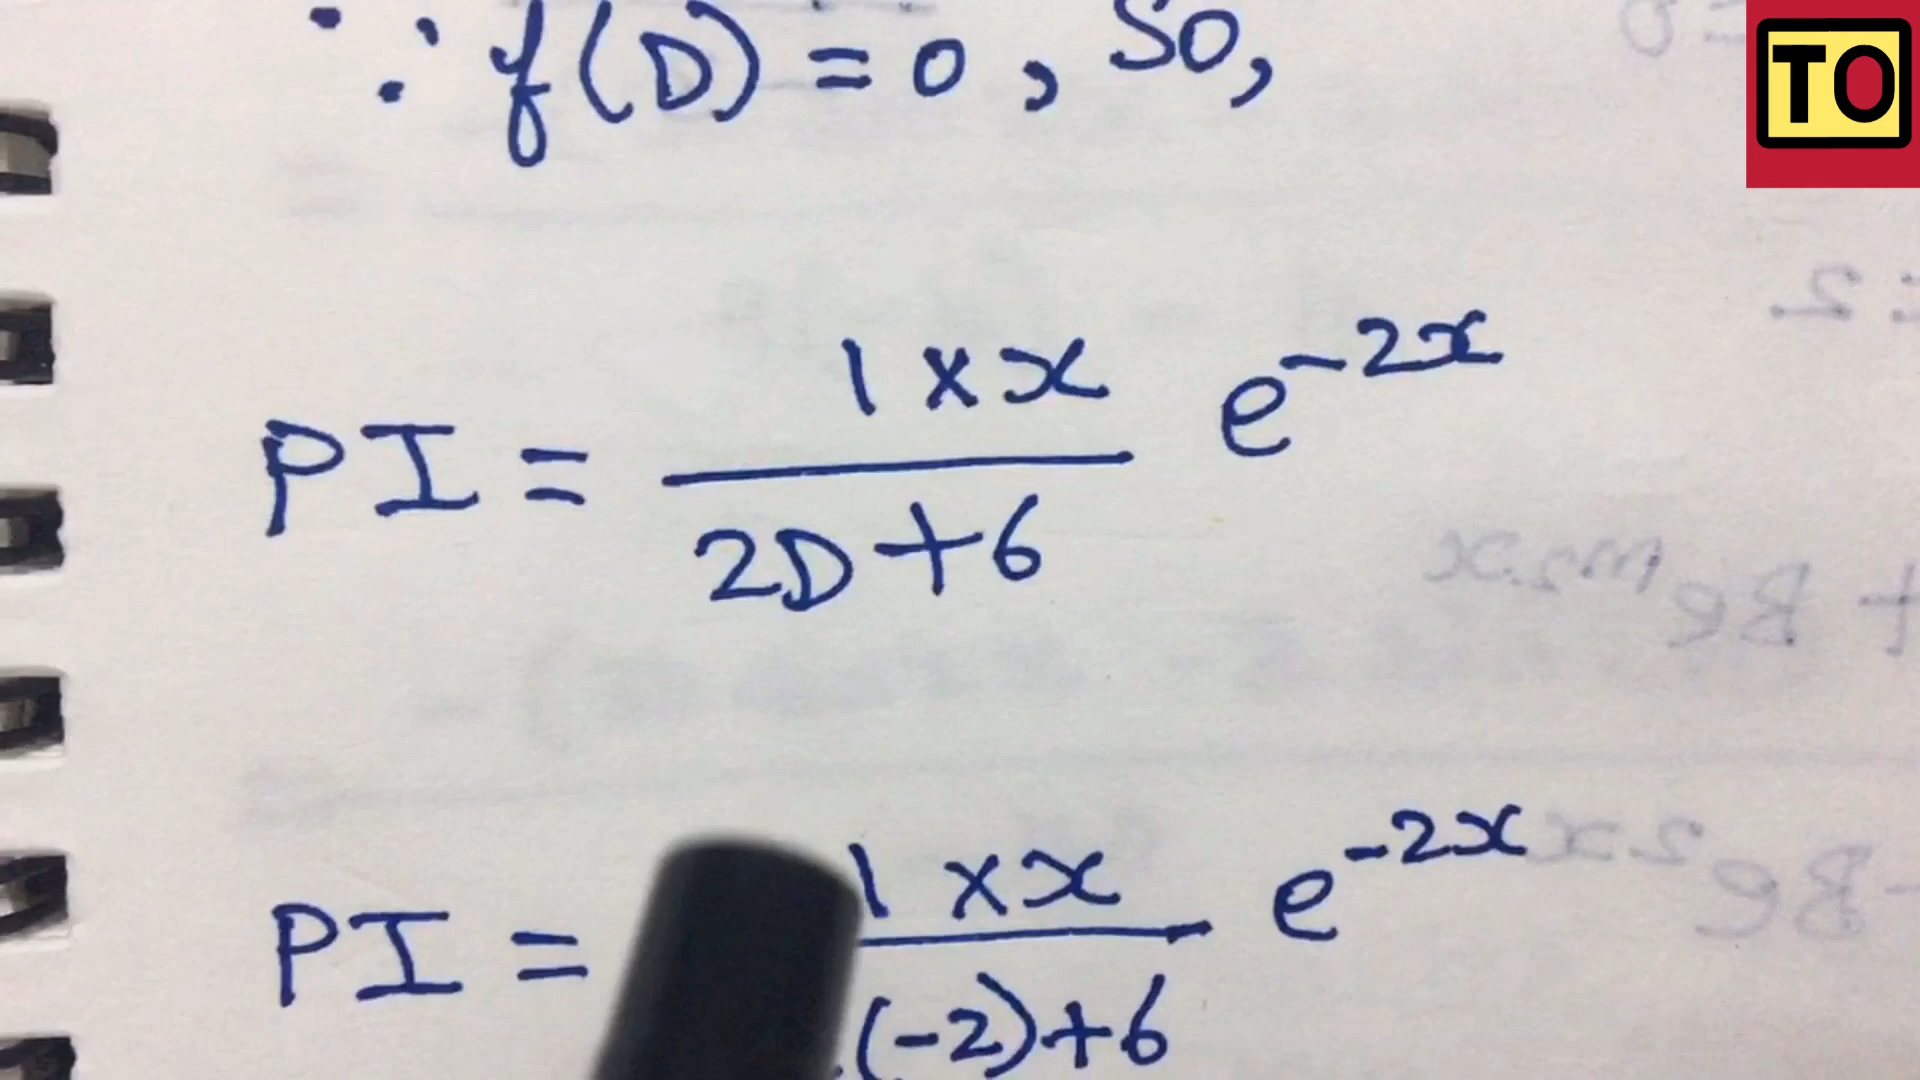 ∵ f(D) = 0, so,
TO
PI = 1 × x / 2D + 6 e^-2x
PI = 1 × x / (-2) + 6 e^-2x